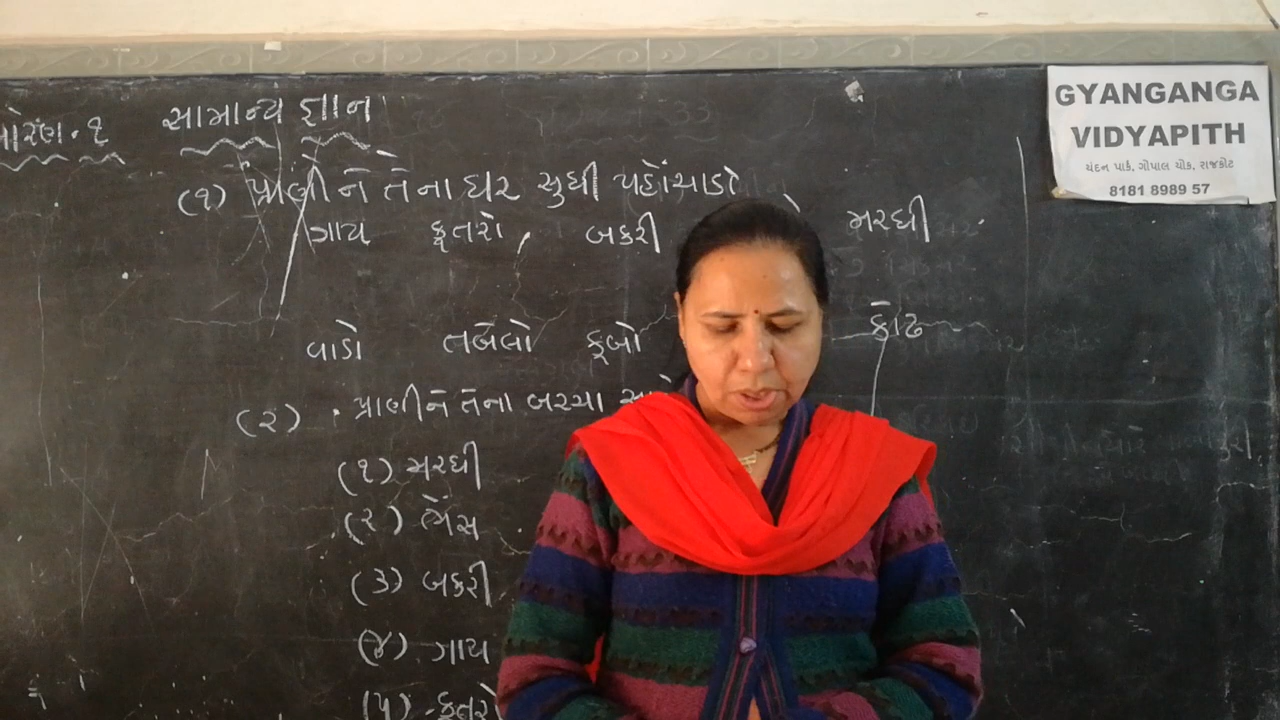 ધોરણ. ૧ સામાન્ય જ્ઞાન
GYANGANGA
VIDYAPITH
ચંદન પાર્ક, ગોપાલ ચોક, રાજકોટ
8181 8989 57
(૧) પ્રાણીને તેના ઘર સુધી પહોંચાડો
ગાય કૂતરો બકરી મરઘી
વાડો તબેલો કૂબો કોઢ
(૨) પ્રાણીને તેના બચ્ચા
(૧) મરઘી
(૨) ભેંસ
(૩) બકરી
(૪) ગાય
(૫) કૂતરો